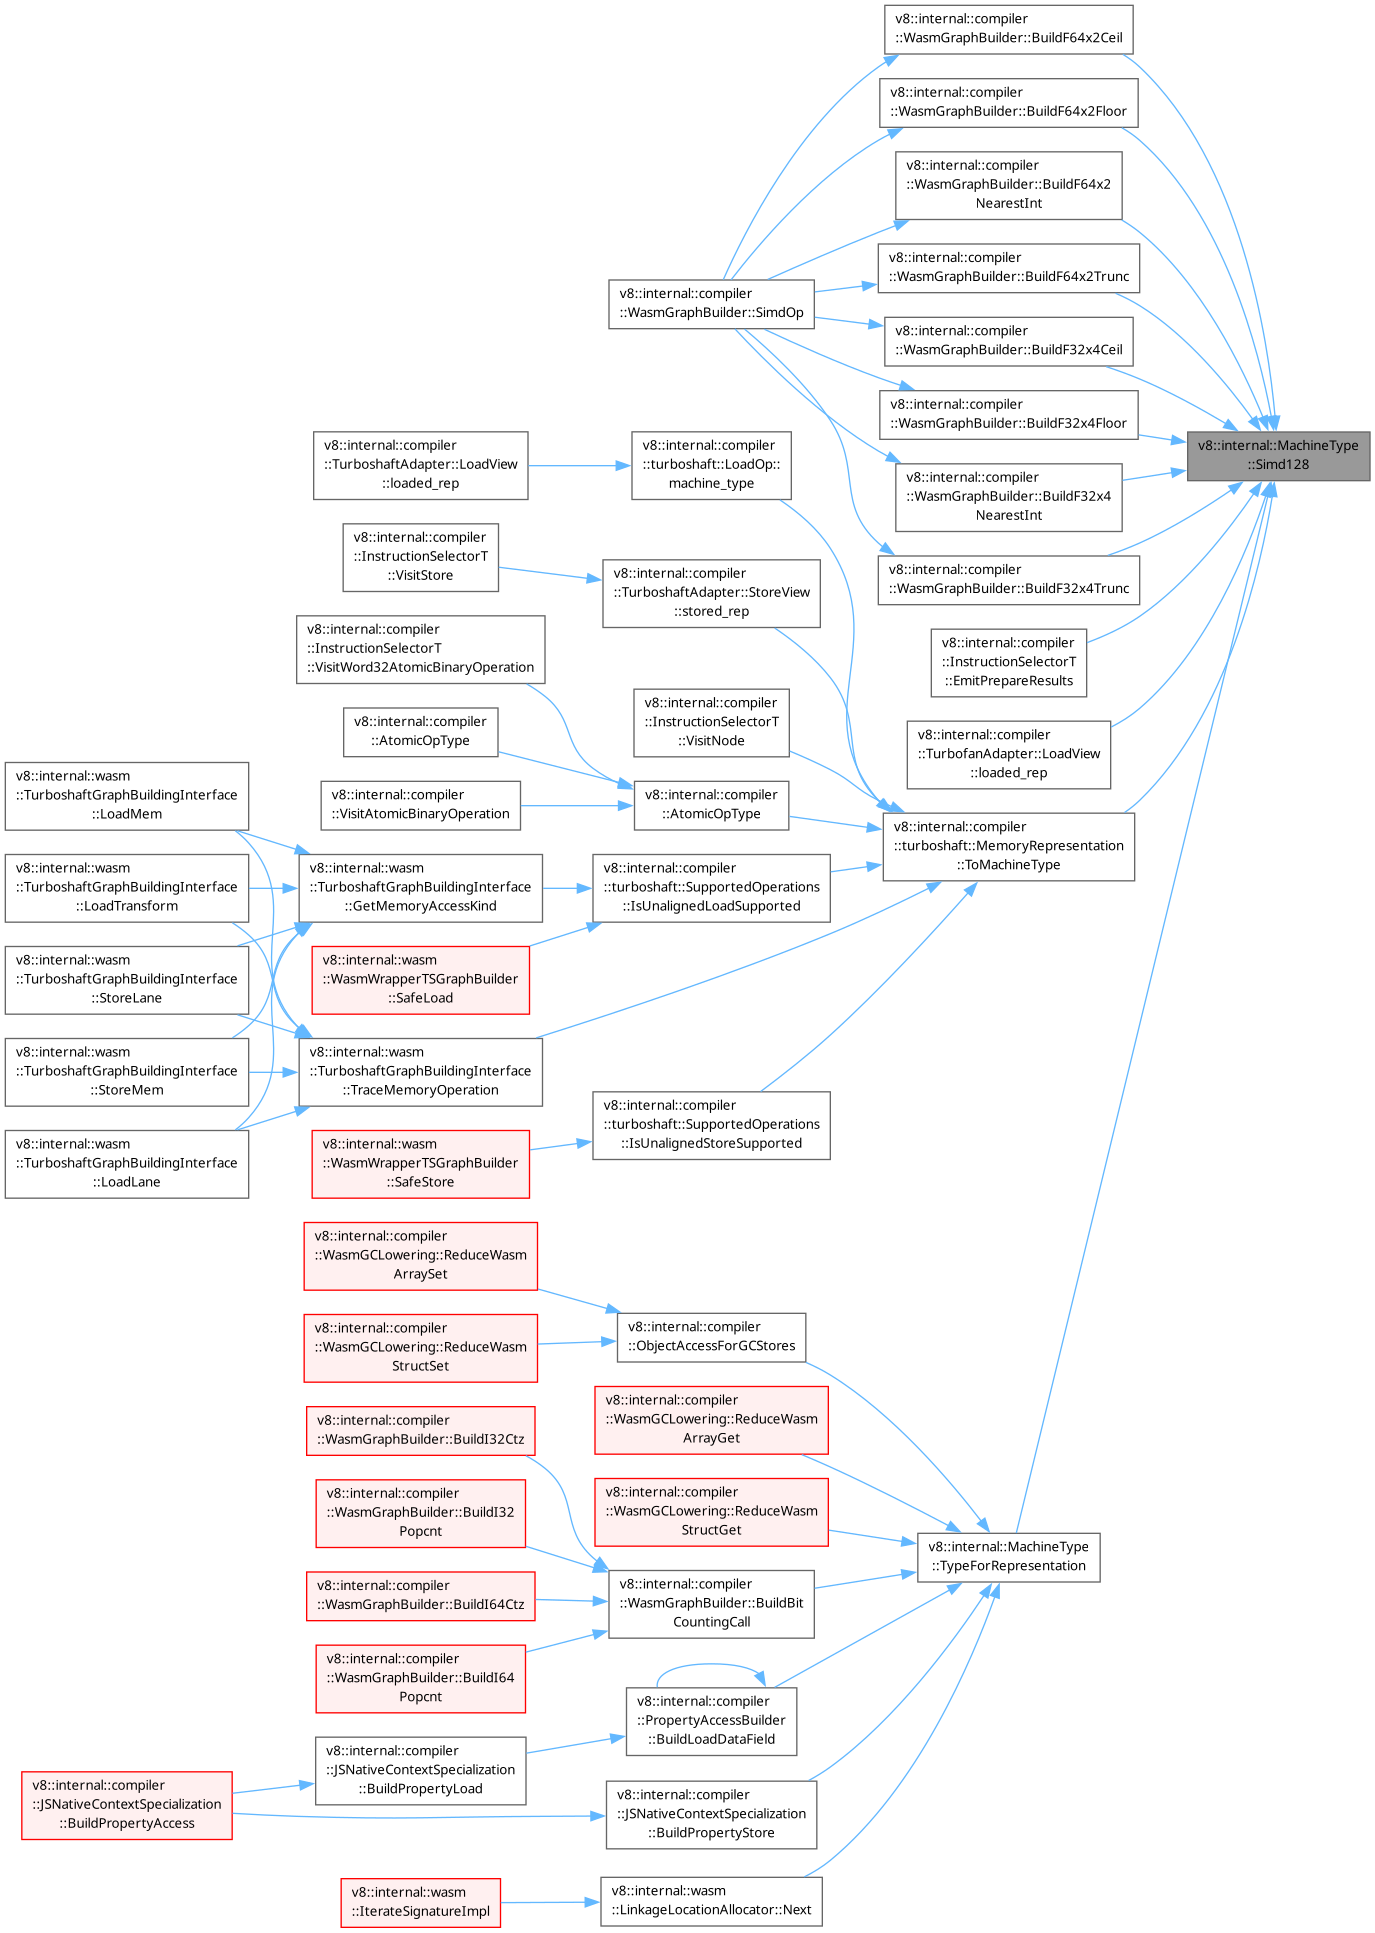 v8::internal::compiler
::WasmGraphBuilder::BuildF64x2Ceil
v8::internal::compiler
::WasmGraphBuilder::BuildF64x2Floor
v8::internal::compiler
::WasmGraphBuilder::BuildF64x2
NearestInt
v8::internal::compiler
::WasmGraphBuilder::BuildF64x2Trunc
v8::internal::compiler
::WasmGraphBuilder::SimdOp
v8::internal::compiler
::WasmGraphBuilder::BuildF32x4Ceil
v8::internal::compiler
::WasmGraphBuilder::BuildF32x4Floor
v8::internal::MachineType
::Simd128
v8::internal::compiler
::TurboshaftAdapter::LoadView
::loaded_rep
v8::internal::compiler
::turboshaft::LoadOp::
machine_type
v8::internal::compiler
::WasmGraphBuilder::BuildF32x4
NearestInt
v8::internal::compiler
::InstructionSelectorT
::VisitStore
v8::internal::compiler
::TurboshaftAdapter::StoreView
::stored_rep
v8::internal::compiler
::WasmGraphBuilder::BuildF32x4Trunc
v8::internal::compiler
::InstructionSelectorT
::VisitWord32AtomicBinaryOperation
v8::internal::compiler
::InstructionSelectorT
::EmitPrepareResults
v8::internal::compiler
::AtomicOpType
v8::internal::compiler
::InstructionSelectorT
::VisitNode
v8::internal::compiler
::TurbofanAdapter::LoadView
::loaded_rep
v8::internal::wasm
::TurboshaftGraphBuildingInterface
::LoadMem
v8::internal::compiler
::VisitAtomicBinaryOperation
v8::internal::compiler
::AtomicOpType
v8::internal::compiler
::turboshaft::MemoryRepresentation
::ToMachineType
v8::internal::wasm
::TurboshaftGraphBuildingInterface
::LoadTransform
v8::internal::wasm
::TurboshaftGraphBuildingInterface
::GetMemoryAccessKind
v8::internal::compiler
::turboshaft::SupportedOperations
::IsUnalignedLoadSupported
v8::internal::wasm
::TurboshaftGraphBuildingInterface
::StoreLane
v8::internal::wasm
::WasmWrapperTSGraphBuilder
::SafeLoad
v8::internal::wasm
::TurboshaftGraphBuildingInterface
::StoreMem
v8::internal::wasm
::TurboshaftGraphBuildingInterface
::TraceMemoryOperation
v8::internal::compiler
::turboshaft::SupportedOperations
::IsUnalignedStoreSupported
v8::internal::wasm
::TurboshaftGraphBuildingInterface
::LoadLane
v8::internal::wasm
::WasmWrapperTSGraphBuilder
::SafeStore
v8::internal::compiler
::WasmGCLowering::ReduceWasm
ArraySet
v8::internal::compiler
::WasmGCLowering::ReduceWasm
StructSet
v8::internal::compiler
::ObjectAccessForGCStores
v8::internal::compiler
::WasmGraphBuilder::BuildI32Ctz
v8::internal::compiler
::WasmGCLowering::ReduceWasm
ArrayGet
v8::internal::compiler
::WasmGraphBuilder::BuildI32
Popcnt
v8::internal::compiler
::WasmGCLowering::ReduceWasm
StructGet
v8::internal::MachineType
::TypeForRepresentation
v8::internal::compiler
::WasmGraphBuilder::BuildI64Ctz
v8::internal::compiler
::WasmGraphBuilder::BuildBit
CountingCall
v8::internal::compiler
::WasmGraphBuilder::BuildI64
Popcnt
v8::internal::compiler
::PropertyAccessBuilder
::BuildLoadDataField
v8::internal::compiler
::JSNativeContextSpecialization
::BuildPropertyLoad
v8::internal::compiler
::JSNativeContextSpecialization
::BuildPropertyAccess
v8::internal::compiler
::JSNativeContextSpecialization
::BuildPropertyStore
v8::internal::wasm
::IterateSignatureImpl
v8::internal::wasm
::LinkageLocationAllocator::Next